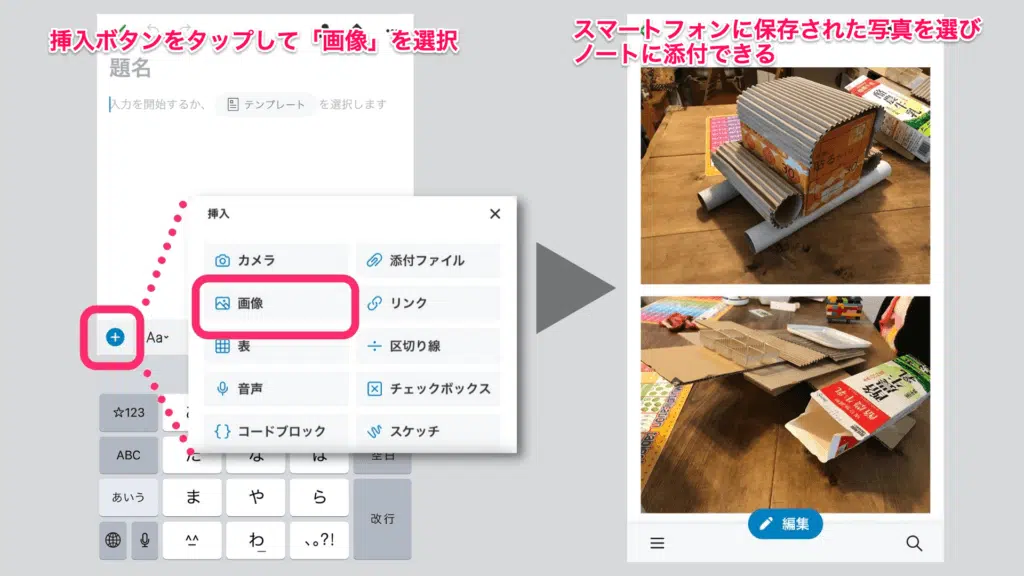 挿入ボタンをタップして「画像」を選択
題名
入力を開始するか、 テンプレート を選択します
挿入
カメラ
添付ファイル
画像
リンク
表
区切り線
音声
チェックボックス
コードブロック
スケッチ
Aa
☆123
ABC
た
な
は
空白
あいう
ま
や
ら
改行
^^
わ
、。?!
スマートフォンに保存された写真を選び
ノートに添付できる
酪農牛乳
編集